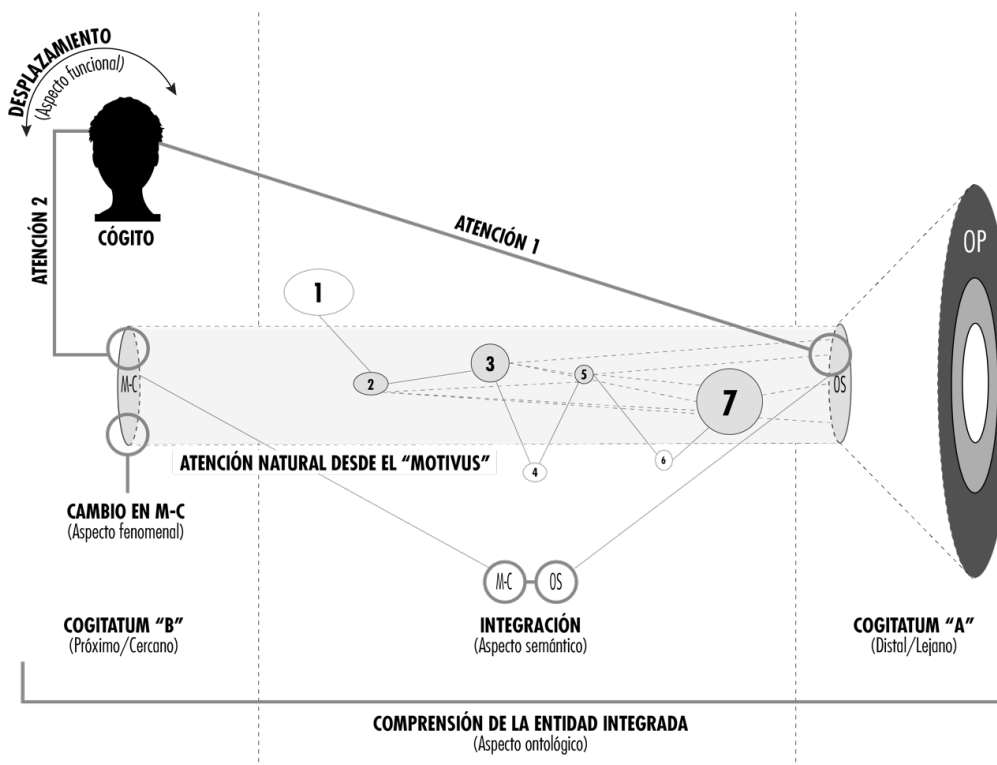 DESPLAZAMIENTO
(Aspecto funcional)
CÓGITO
ATENCIÓN 2
ATENCIÓN 1
OP
1
2
3
4
5
6
7
M-C
OS
ATENCIÓN NATURAL DESDE EL “MOTIVUS”
CAMBIO EN M-C
(Aspecto fenomenal)
M-C
OS
COGITATUM “B”
(Próximo/Cercano)
INTEGRACIÓN
(Aspecto semántico)
COGITATUM “A”
(Distal/Lejano)
COMPRENSIÓN DE LA ENTIDAD INTEGRADA
(Aspecto ontológico)